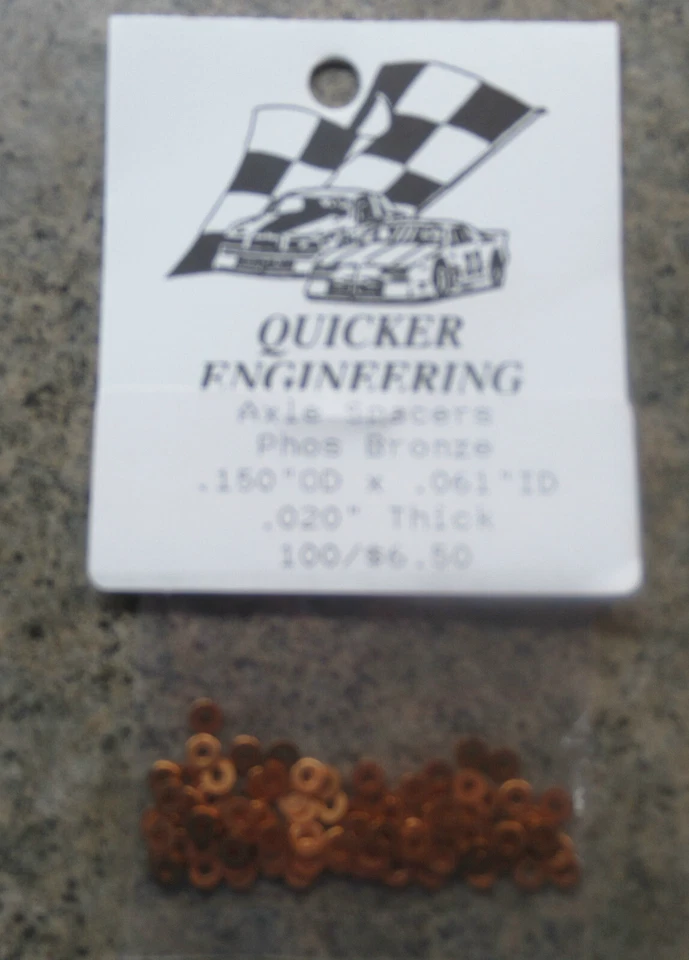 QUICKER
ENGINEERING
Axle Spacers
Phos Bronze
.150"OD x .061"ID
.020" Thick
100/$6.50